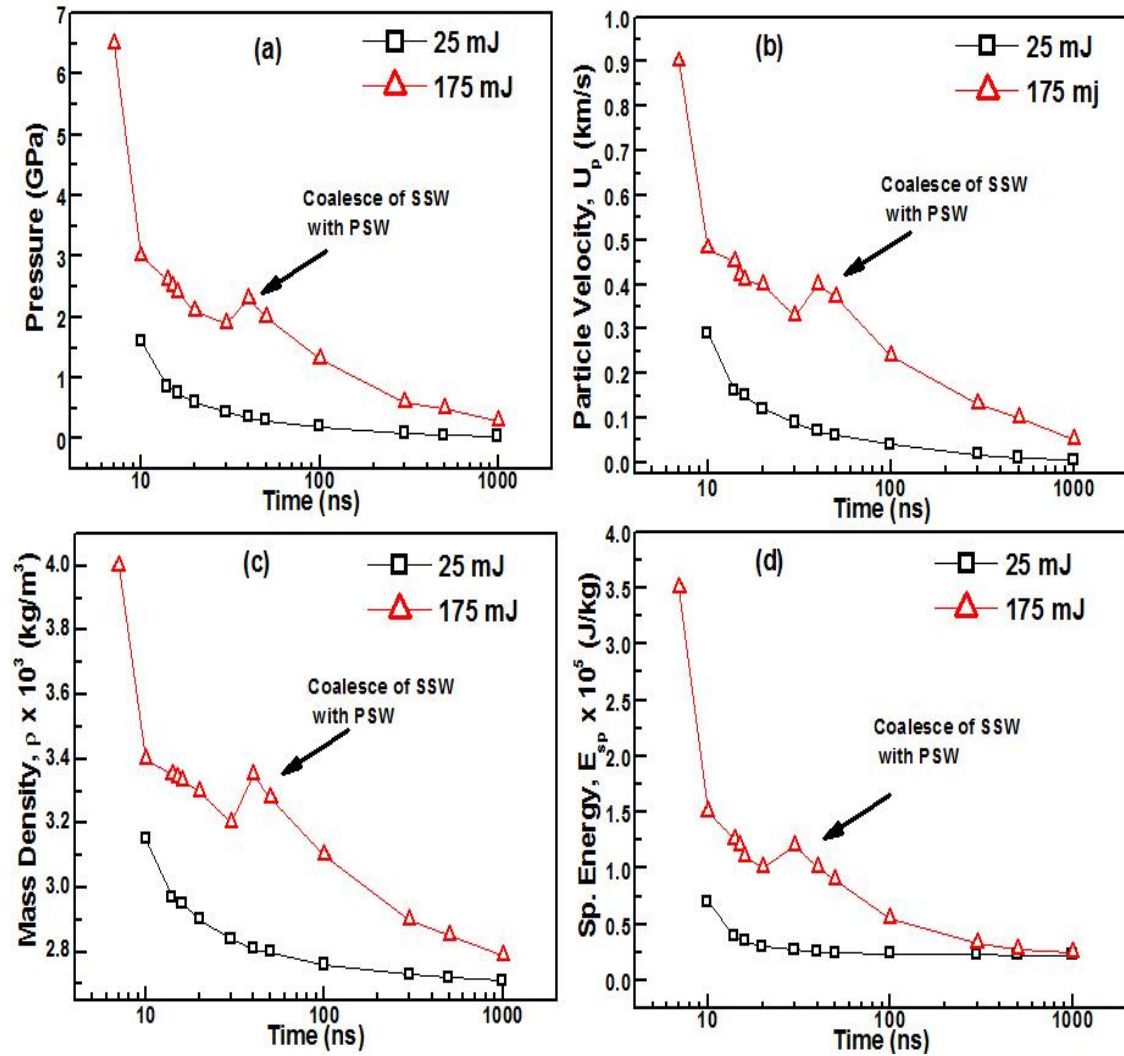 (a)
25 mJ
175 mJ
Coalesce of SSW
with PSW
Pressure (GPa)
7
6
5
4
3
2
1
0
10
100
1000
Time (ns)
(b)
25 mJ
175 mj
Coalesce of SSW
with PSW
Particle Velocity, Uₚ (km/s)
1.0
0.9
0.8
0.7
0.6
0.5
0.4
0.3
0.2
0.1
0.0
10
100
1000
Time (ns)
(c)
25 mJ
175 mJ
Coalesce of SSW
with PSW
Mass Density, ρ x 10³ (kg/m³)
4.0
3.8
3.6
3.4
3.2
3.0
2.8
10
100
1000
Time (ns)
(d)
25 mJ
175 mJ
Coalesce of SSW
with PSW
Sp. Energy, Eₛₚ x 10⁵ (J/kg)
4.0
3.5
3.0
2.5
2.0
1.5
1.0
0.5
0.0
10
100
1000
Time (ns)